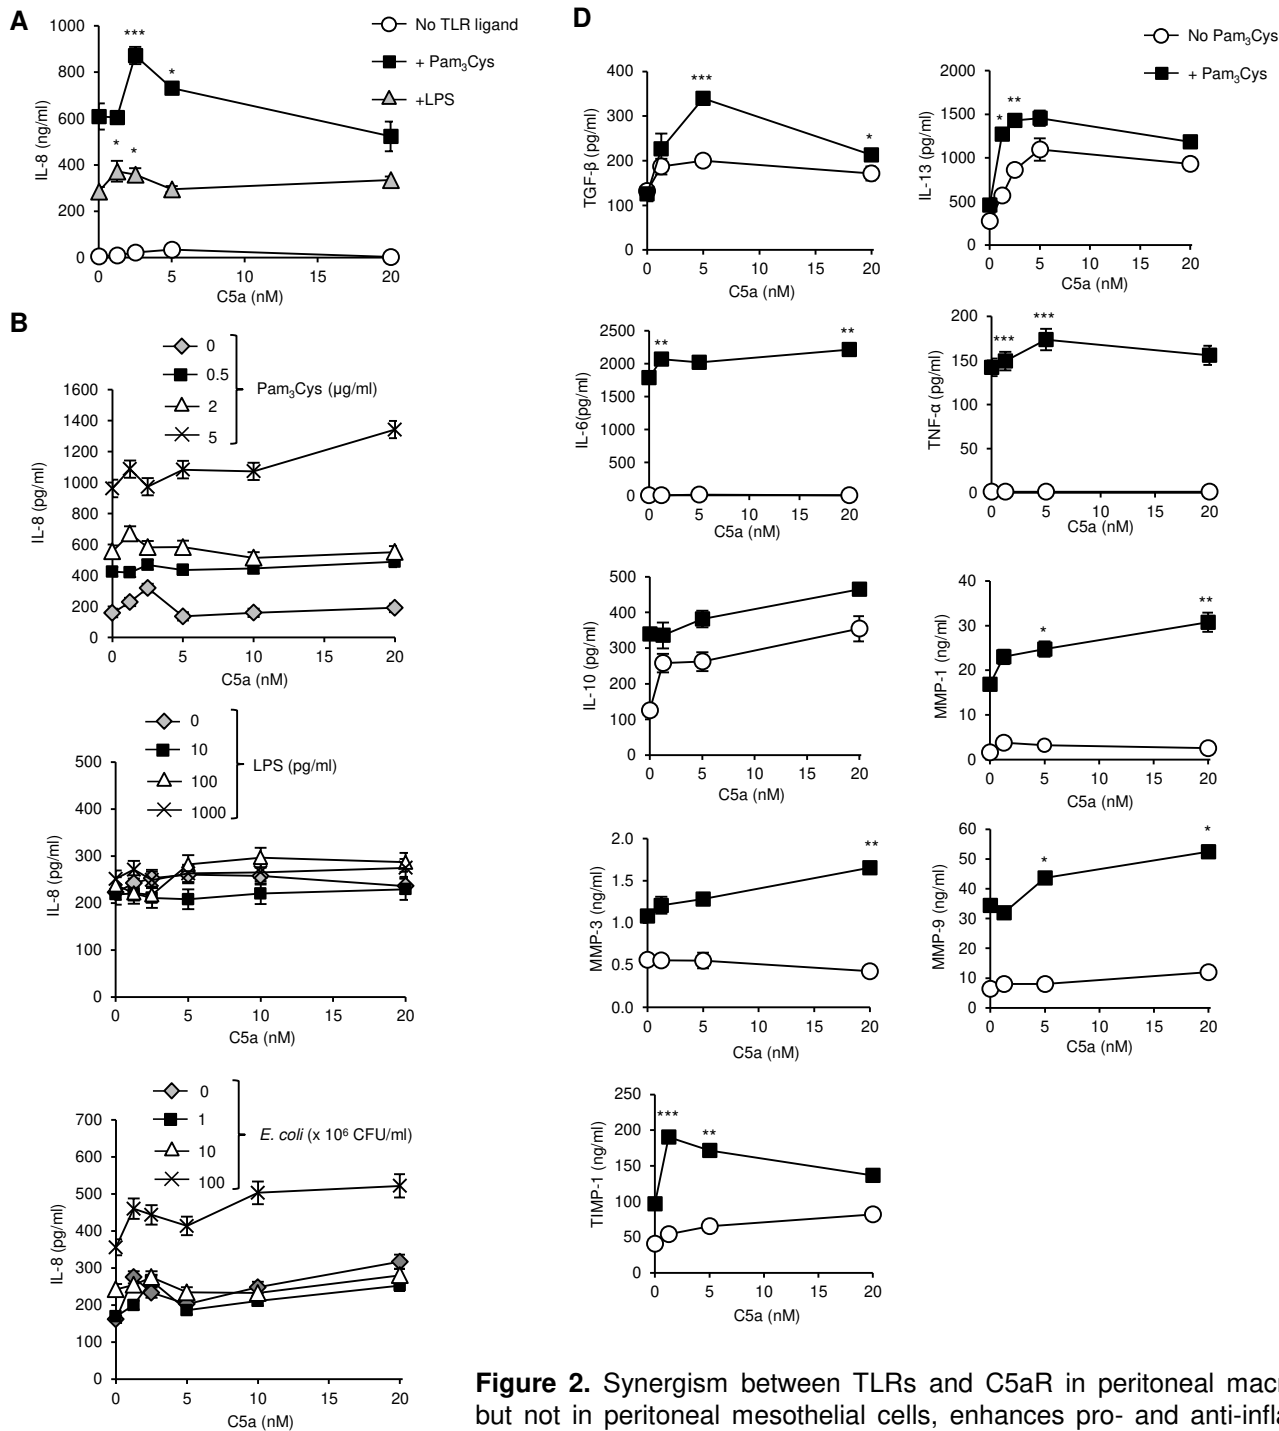 A
1000
800
600
400
200
0
IL-8 (ng/ml)
***
*
*
*
0 5 10 15 20
C5a (nM)
No TLR ligand
+ Pam3Cys
+LPS
B
0
0.5
2
5
Pam3Cys (µg/ml)
1600
1400
1200
1000
800
600
400
200
0
IL-8 (pg/ml)
0 5 10 15 20
C5a (nM)
0
10
100
1000
LPS (pg/ml)
500
400
300
200
100
0
IL-8 (pg/ml)
0 5 10 15 20
C5a (nM)
0
1
10
100
E. coli (x 10⁶ CFU/ml)
700
600
500
400
300
200
100
0
IL-8 (pg/ml)
0 5 10 15 20
C5a (nM)
D
No Pam3Cys
+ Pam3Cys
400
300
200
100
0
TGF-β (pg/ml)
***
*
0 5 10 15 20
C5a (nM)
2000
1500
1000
500
0
IL-13 (pg/ml)
*
**
0 5 10 15 20
C5a (nM)
2500
2000
1500
1000
500
0
IL-6(pg/ml)
**
**
0 5 10 15 20
C5a (nM)
200
150
100
50
0
TNF-α (pg/ml)
***
***
0 5 10 15 20
C5a (nM)
500
400
300
200
100
0
IL-10 (pg/ml)
0 5 10 15 20
C5a (nM)
40
30
20
10
0
MMP-1 (ng/ml)
*
**
0 5 10 15 20
C5a (nM)
2.0
1.5
1.0
0.5
0.0
MMP-3 (ng/ml)
**
0 5 10 15 20
C5a (nM)
60
50
40
30
20
10
0
MMP-9 (ng/ml)
*
*
0 5 10 15 20
C5a (nM)
250
200
150
100
50
0
TIMP-1 (ng/ml)
***
**
0 5 10 15 20
C5a (nM)
Figure 2. Synergism between TLRs and C5aR in peritoneal macr
but not in peritoneal mesothelial cells, enhances pro- and anti-infla